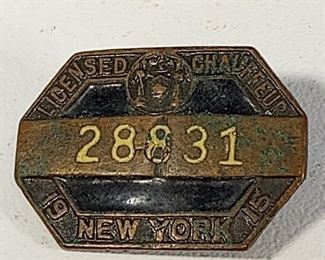 LICENSED CHAUFFEUR
28831
19 NEW YORK 15